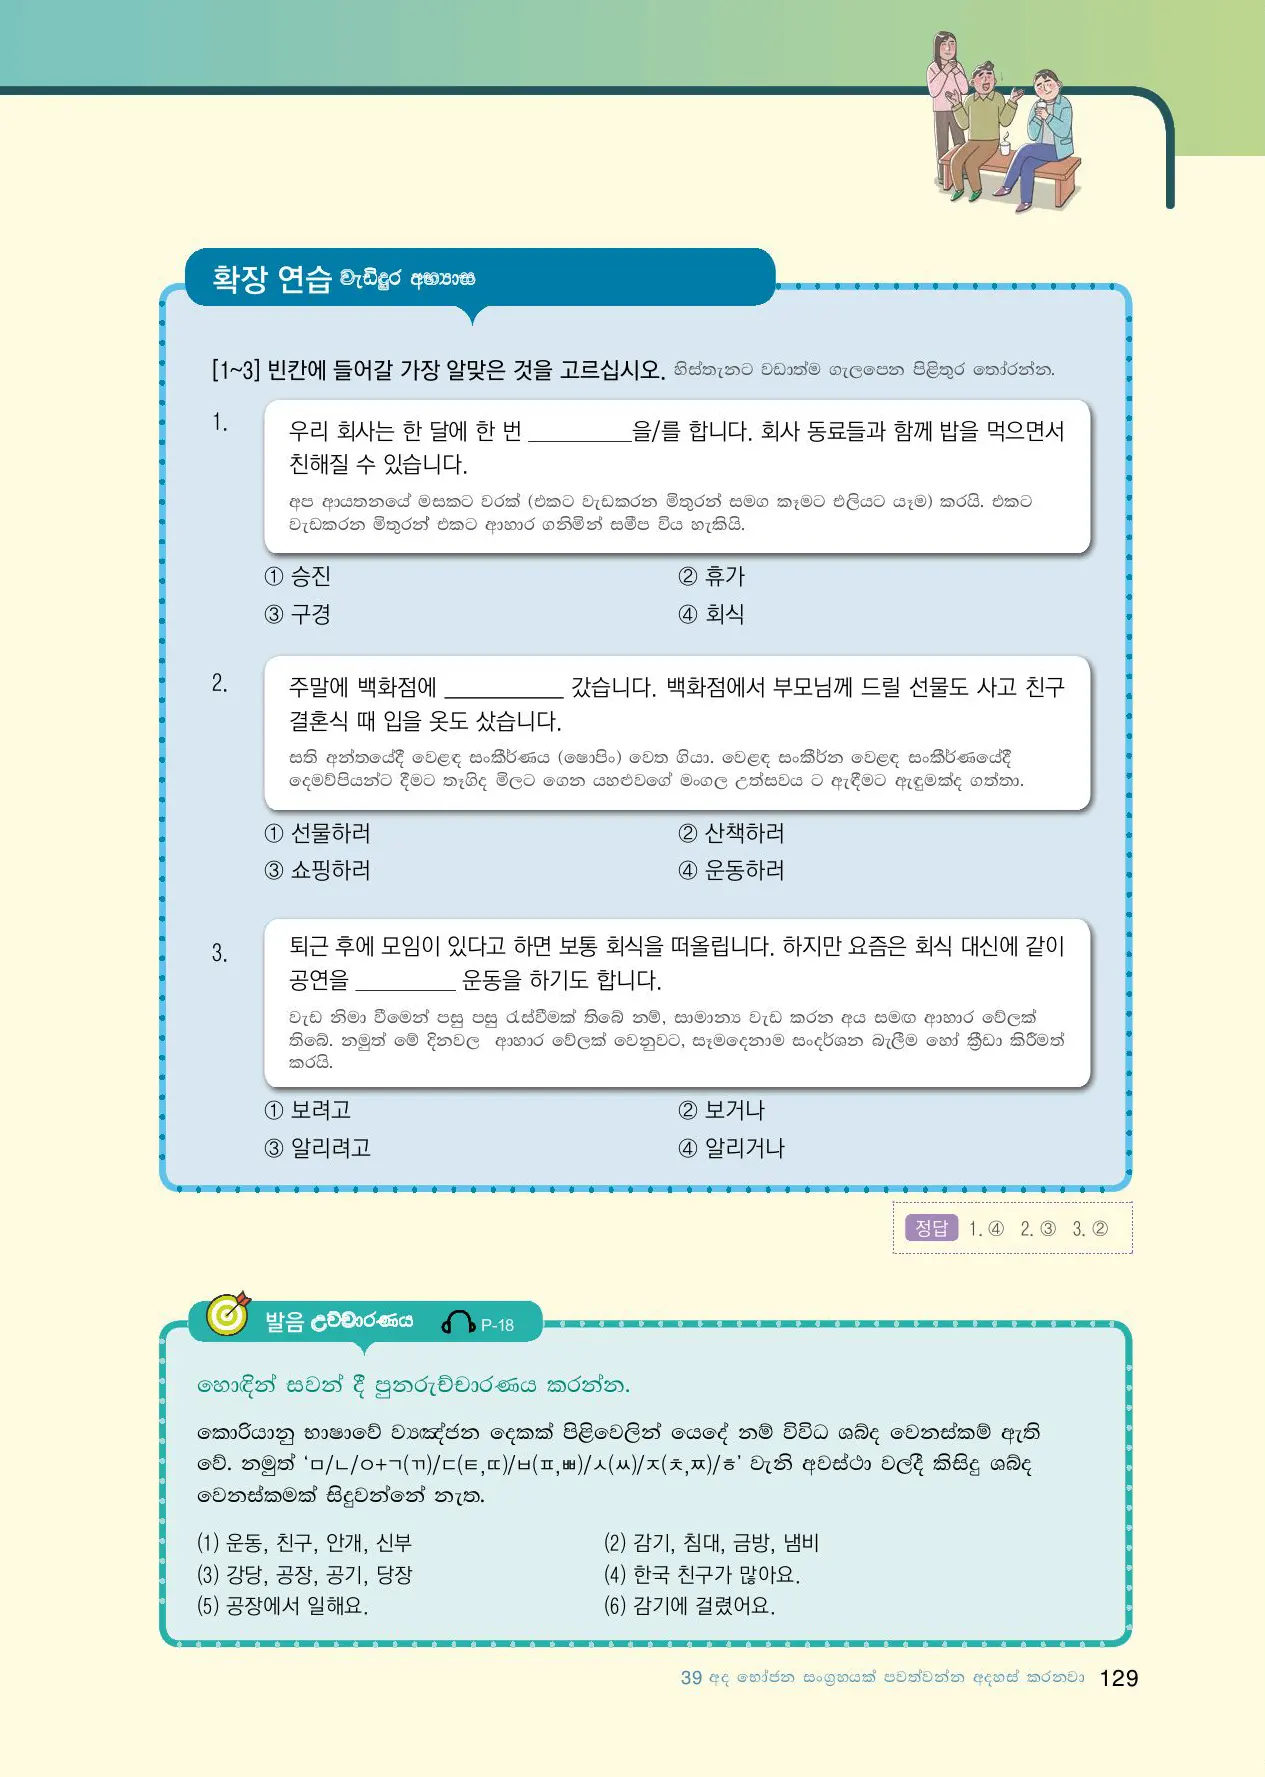 확장 연습 වැඩිදුර අභ්‍යාස
[1~3] 빈칸에 들어갈 가장 알맞은 것을 고르십시오. හිස්තැනට වඩාත්ම ගැලපෙන පිළිතුර තෝරන්න.
1.
우리 회사는 한 달에 한 번 _________을/를 합니다. 회사 동료들과 함께 밥을 먹으면서
친해질 수 있습니다.
අප ආයතනයේ මසකට වරක් (එකට වැඩකරන මිතුරන් සමග කෑමට එලියට යෑම) කරයි. එකට
වැඩකරන මිතුරන් එකට ආහාර ගනිමින් සමීප විය හැකියි.
① 승진 ② 휴가
③ 구경 ④ 회식
2.
주말에 백화점에 __________ 갔습니다. 백화점에서 부모님께 드릴 선물도 사고 친구
결혼식 때 입을 옷도 샀습니다.
සති අන්තයේදී වෙළඳ සංකීර්ණය (ෂොපිං) වෙත ගියා. වෙළඳ සංකීර්න වෙළඳ සංකීර්ණයේදී
දෙමව්පියන්ට දීමට තෑගිද මිලට ගෙන යහළුවගේ මංගල උත්සවය ට ඇඳීමට ඇඳුමක්ද ගත්තා.
① 선물하러 ② 산책하러
③ 쇼핑하러 ④ 운동하러
3.
퇴근 후에 모임이 있다고 하면 보통 회식을 떠올립니다. 하지만 요즘은 회식 대신에 같이
공연을 _________ 운동을 하기도 합니다.
වැඩ නිමා වීමෙන් පසු පසු රැස්වීමක් තිබේ නම්, සාමාන්‍ය වැඩ කරන අය සමඟ ආහාර වේලක්
තිබේ. නමුත් මේ දිනවල ආහාර වේලක් වෙනුවට, සැමදෙනාම සංදර්ශන බැලීම හෝ ක්‍රීඩා කිරීමත්
කරයි.
① 보려고 ② 보거나
③ 알리려고 ④ 알리거나
정답 1. ④ 2. ③ 3. ②
발음 උච්චාරණය P-18
හොඳින් සවන් දී පුනරුච්චාරණය කරන්න.
කොරියානු භාෂාවේ ව්‍යඤ්ජන දෙකක් පිළිවෙලින් යෙදේ නම් විවිධ ශබ්ද වෙනස්කම් ඇති
වේ. නමුත් ‘ㅁ/ㄴ/ㅇ+ㄱ(ㄲ)/ㄷ(ㅌ,ㄸ)/ㅂ(ㅍ,ㅃ)/ㅅ(ㅆ)/ㅈ(ㅊ,ㅉ)/ㅎ’ වැනි අවස්ථා වලදී කිසිදු ශබ්ද
වෙනස්කමක් සිදුවන්නේ නැත.
(1) 운동, 친구, 안개, 신부 (2) 감기, 침대, 금방, 냄비
(3) 강당, 공장, 공기, 당장 (4) 한국 친구가 많아요.
(5) 공장에서 일해요. (6) 감기에 걸렸어요.
39 අද භෝජන සංග්‍රහයක් පවත්වන්න අදහස් කරනවා 129